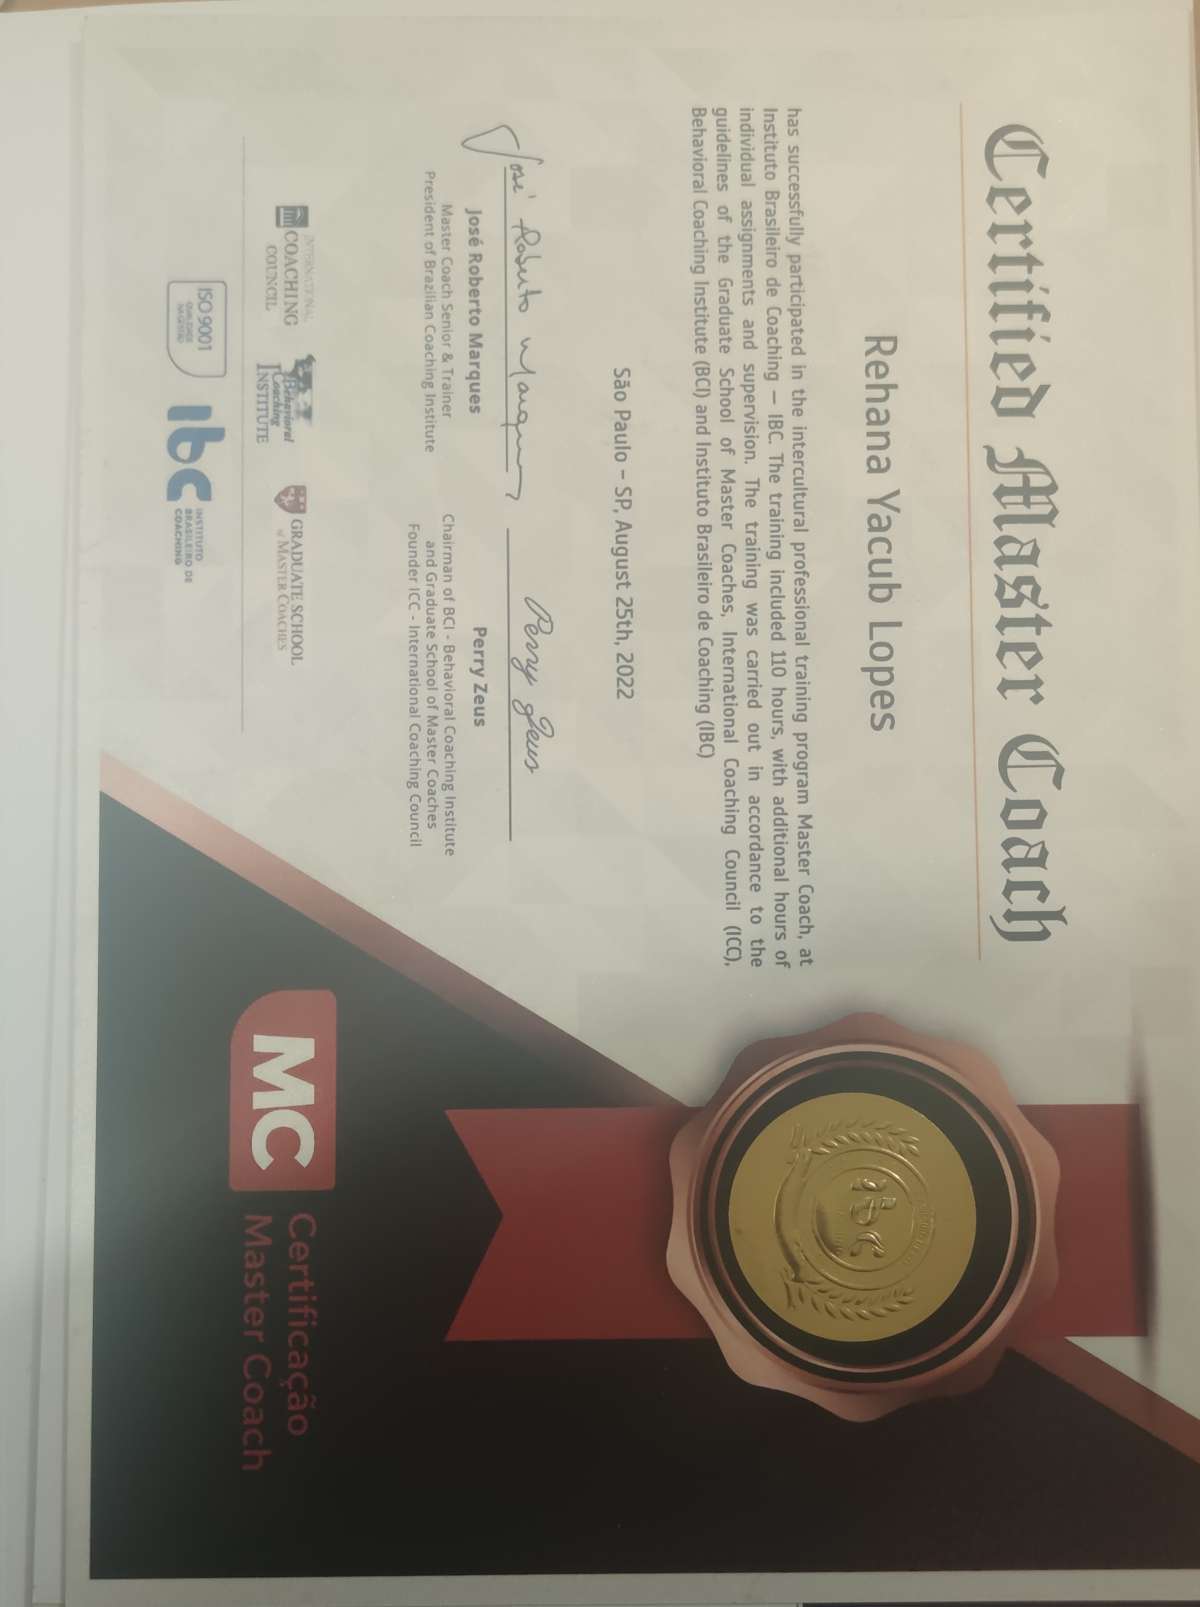 Certified Master Coach
Rehana Yacub Lopes
has successfully participated in the intercultural professional training program Master Coach, at
Instituto Brasileiro de Coaching – IBC. The training included 110 hours, with additional hours of
individual assignments and supervision. The training was carried out in accordance to the
guidelines of the Graduate School of Master Coaches, International Coaching Council (ICC),
Behavioral Coaching Institute (BCI) and Instituto Brasileiro de Coaching (IBC)
São Paulo – SP, August 25th, 2022
José Roberto Marques
Perry Zeus
José Roberto Marques
Master Coach Senior & Trainer
President of Brazilian Coaching Institute
Perry Zeus
Chairman of BCI - Behavioral Coaching Institute
and Graduate School of Master Coaches
Founder ICC - International Coaching Council
INTERNATIONAL
COACHING
COUNCIL
Behavioral
Coaching
INSTITUTE
GRADUATE SCHOOL
of MASTER COACHES
ISO 9001
ibc
INSTITUTO
BRASILEIRO DE
COACHING
ibc
MC
Certificação
Master Coach